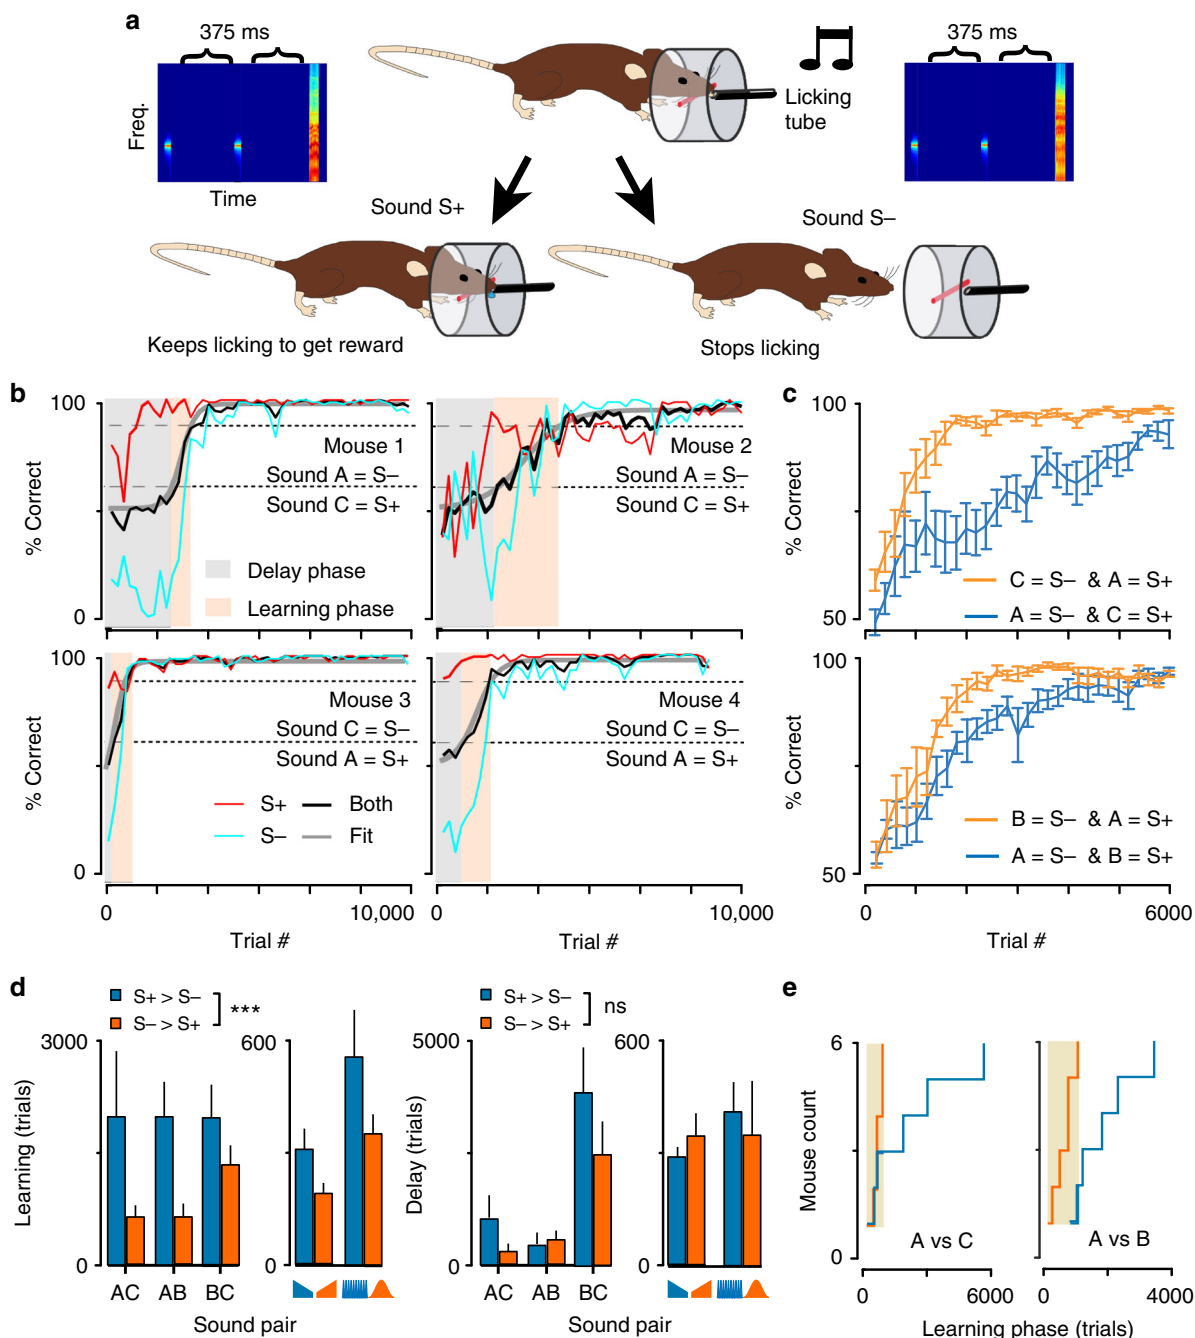 a
375 ms
375 ms
Freq.
Time
Licking
tube
Sound S+
Sound S−
Keeps licking to get reward
Stops licking
b
100
% Correct
0
Mouse 1
Sound A = S−
Sound C = S+
Delay phase
Learning phase
Mouse 2
Sound A = S−
Sound C = S+
100
% Correct
0
Mouse 3
Sound C = S−
Sound A = S+
S+
Both
S−
Fit
Mouse 4
Sound C = S−
Sound A = S+
0
10,000
0
10,000
Trial #
Trial #
c
100
% Correct
50
C = S− & A = S+
A = S− & C = S+
100
% Correct
50
B = S− & A = S+
A = S− & B = S+
0
6000
Trial #
d
S+ > S−
S− > S+
***
3000
Learning (trials)
0
AC
AB
BC
600
0
Sound pair
S+ > S−
S− > S+
ns
5000
Delay (trials)
0
AC
AB
BC
600
0
Sound pair
e
6
Mouse count
0
A vs C
A vs B
6000
0
4000
Learning phase (trials)